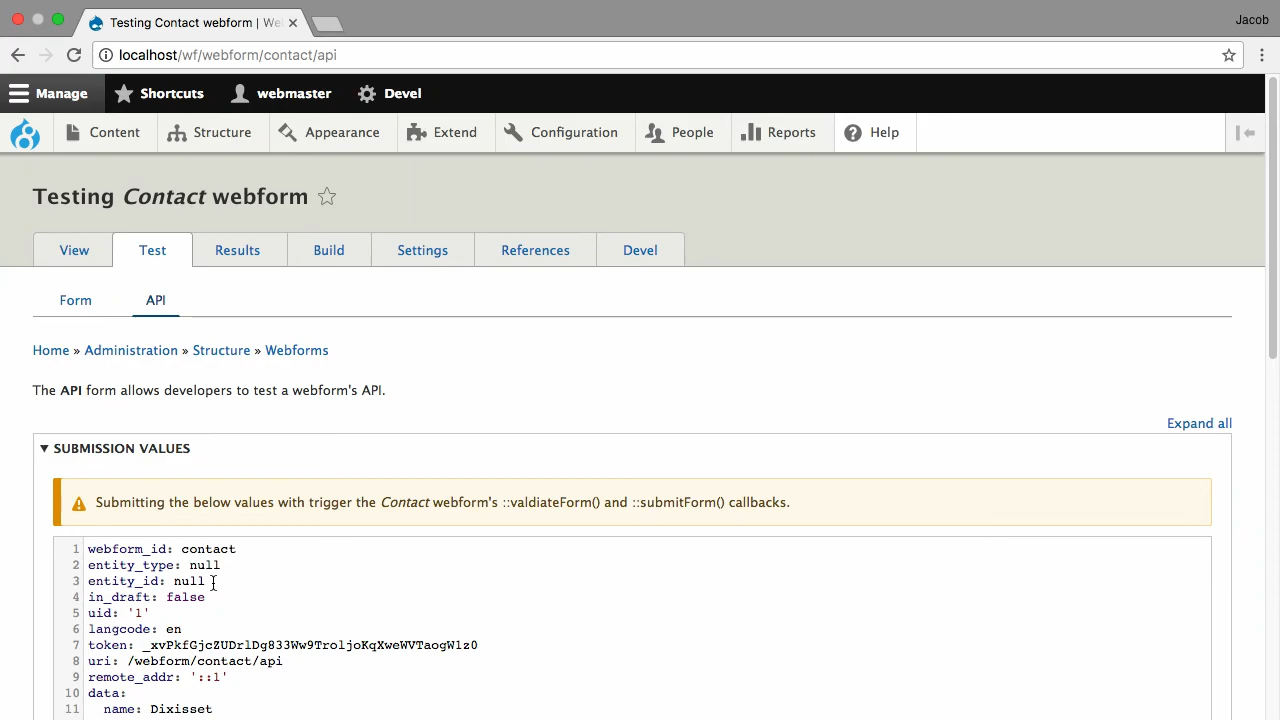 Testing Contact webform | We
Jacob
localhost/wf/webform/contact/api
Manage Shortcuts webmaster Devel
Content Structure Appearance Extend Configuration People Reports Help
Testing Contact webform
View Test Results Build Settings References Devel
Form API
Home » Administration » Structure » Webforms
The API form allows developers to test a webform's API.
Expand all
SUBMISSION VALUES
Submitting the below values with trigger the Contact webform's ::valdiateForm() and ::submitForm() callbacks.
1 webform_id: contact
2 entity_type: null
3 entity_id: null
4 in_draft: false
5 uid: '1'
6 langcode: en
7 token: _xvPkfGjcZUDrlDg833Ww9TroljoKqXweWVTaogWlz0
8 uri: /webform/contact/api
9 remote_addr: '::1'
10 data:
11 name: Dixisset